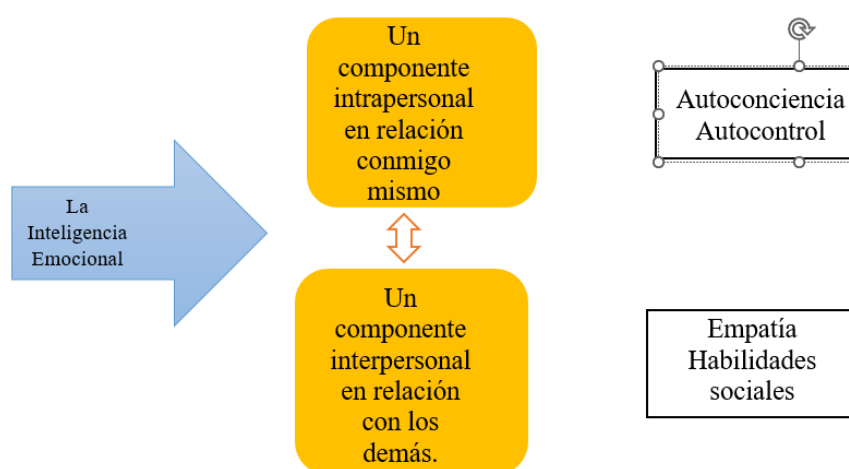 La
Inteligencia
Emocional
Un
componente
intrapersonal
en relación
conmigo
mismo
Autoconciencia
Autocontrol
Un
componente
interpersonal
en relación
con los
demás.
Empatía
Habilidades
sociales